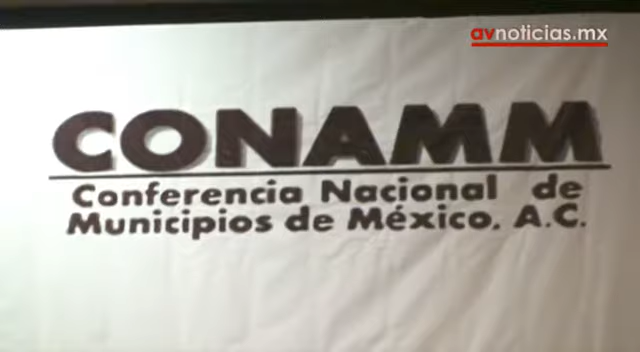 avnoticias.mx
CONAMM
Conferencia Nacional de
Municipios de México, A.C.